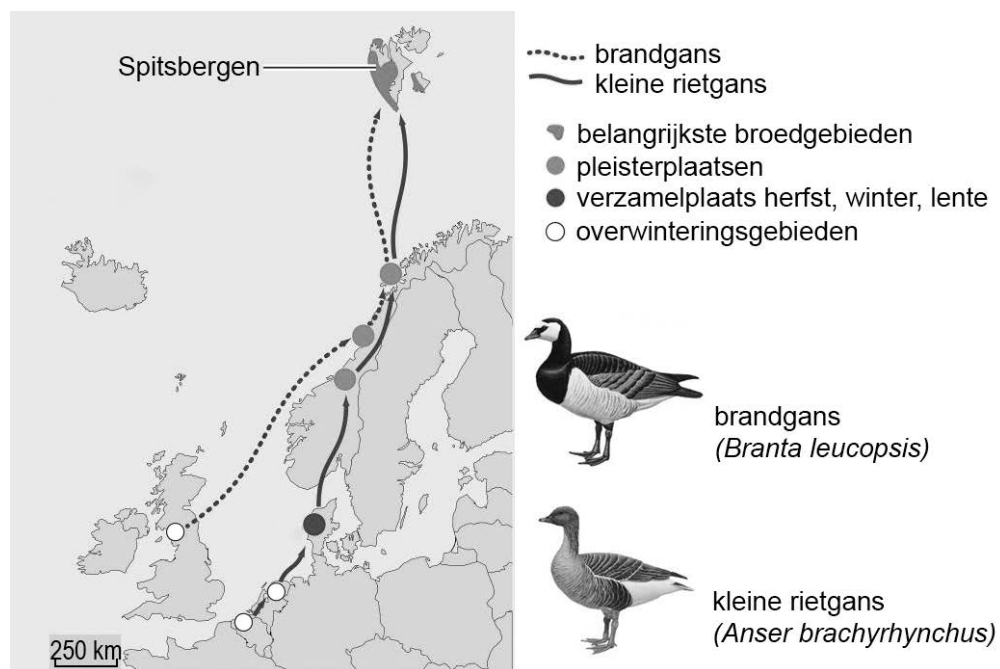 Spitsbergen
brandgans
kleine rietgans
belangrijkste broedgebieden
pleisterplaatsen
verzamelplaats herfst, winter, lente
overwinteringsgebieden
brandgans
(Branta leucopsis)
kleine rietgans
(Anser brachyrhynchus)
250 km